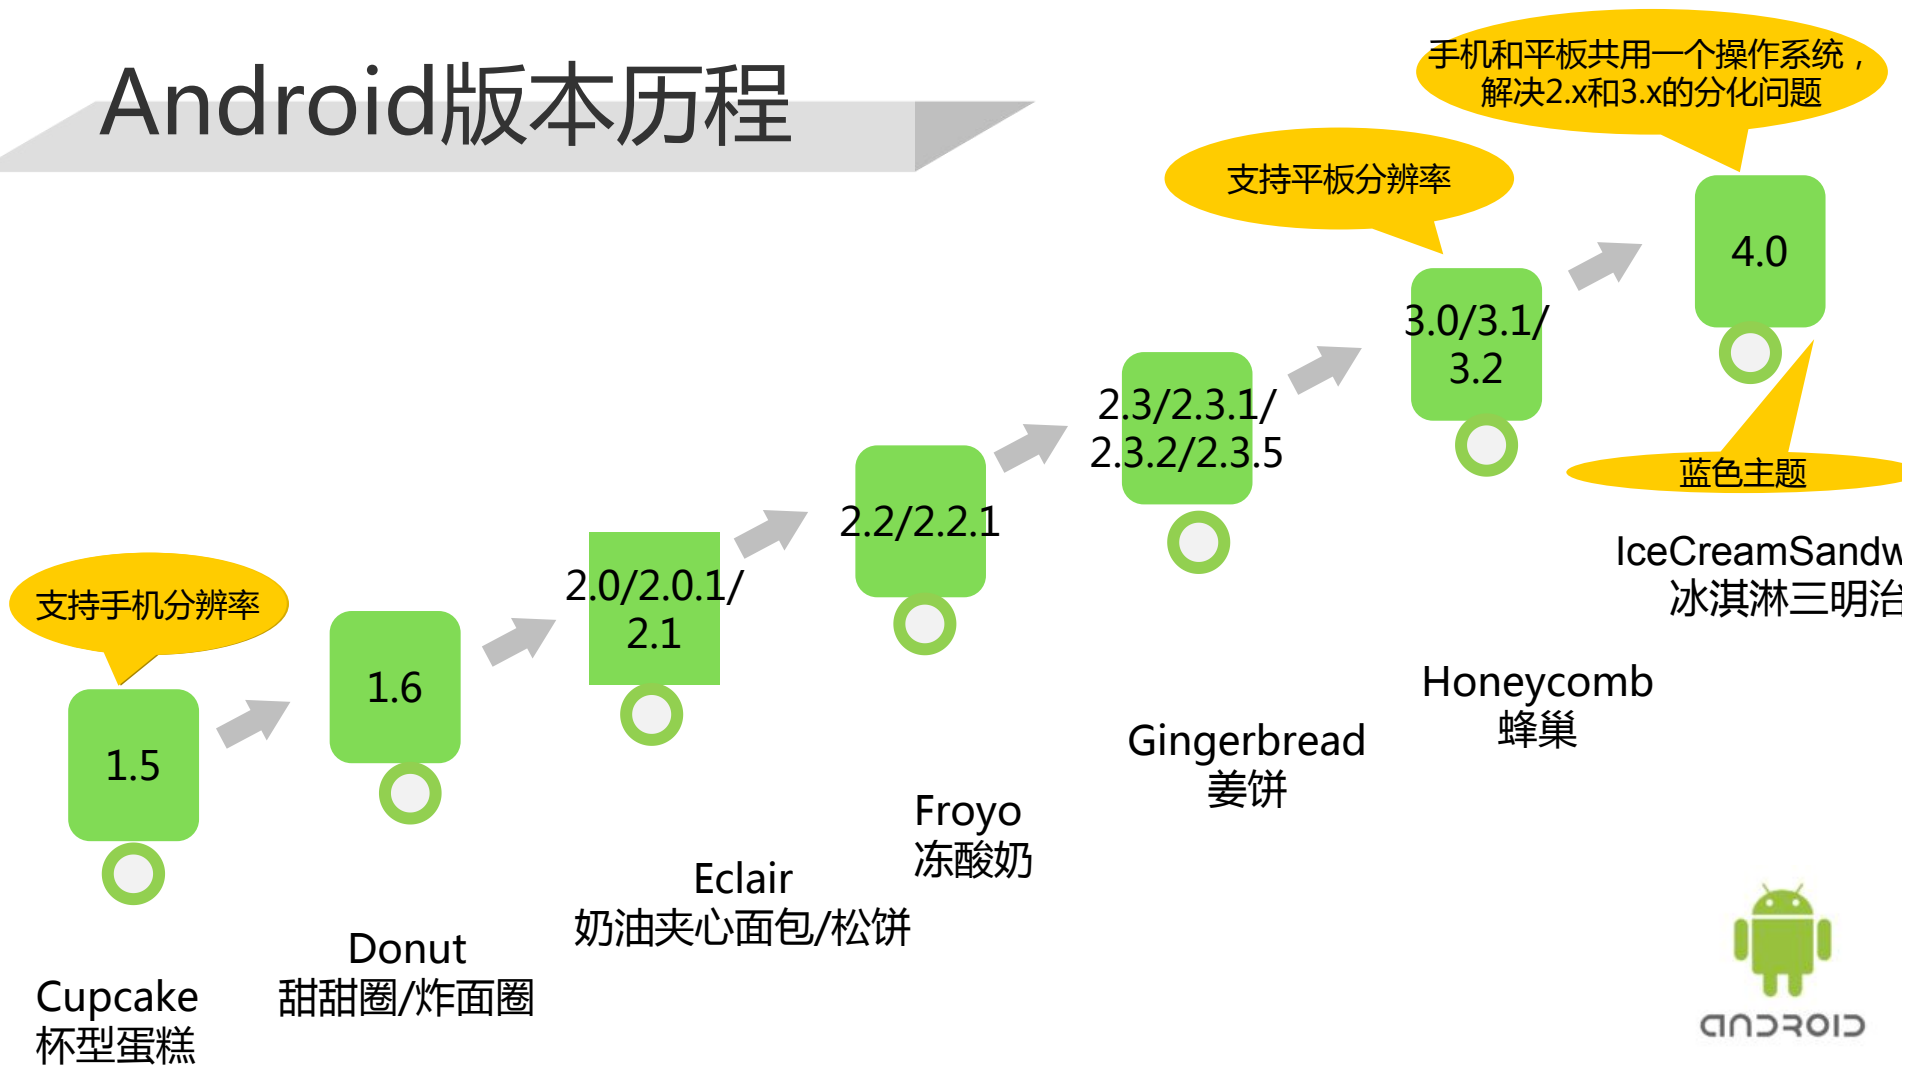 Android版本历程
手机和平板共用一个操作系统，
解决2.x和3.x的分化问题
支持平板分辨率
4.0
3.0/3.1/
3.2
2.3/2.3.1/
2.3.2/2.3.5
蓝色主题
2.2/2.2.1
IceCreamSandw
冰淇淋三明治
2.0/2.0.1/
2.1
支持手机分辨率
1.6
1.5
Honeycomb
蜂巢
Gingerbread
姜饼
Froyo
冻酸奶
Eclair
奶油夹心面包/松饼
Donut
甜甜圈/炸面圈
Cupcake
杯型蛋糕
ANDROID